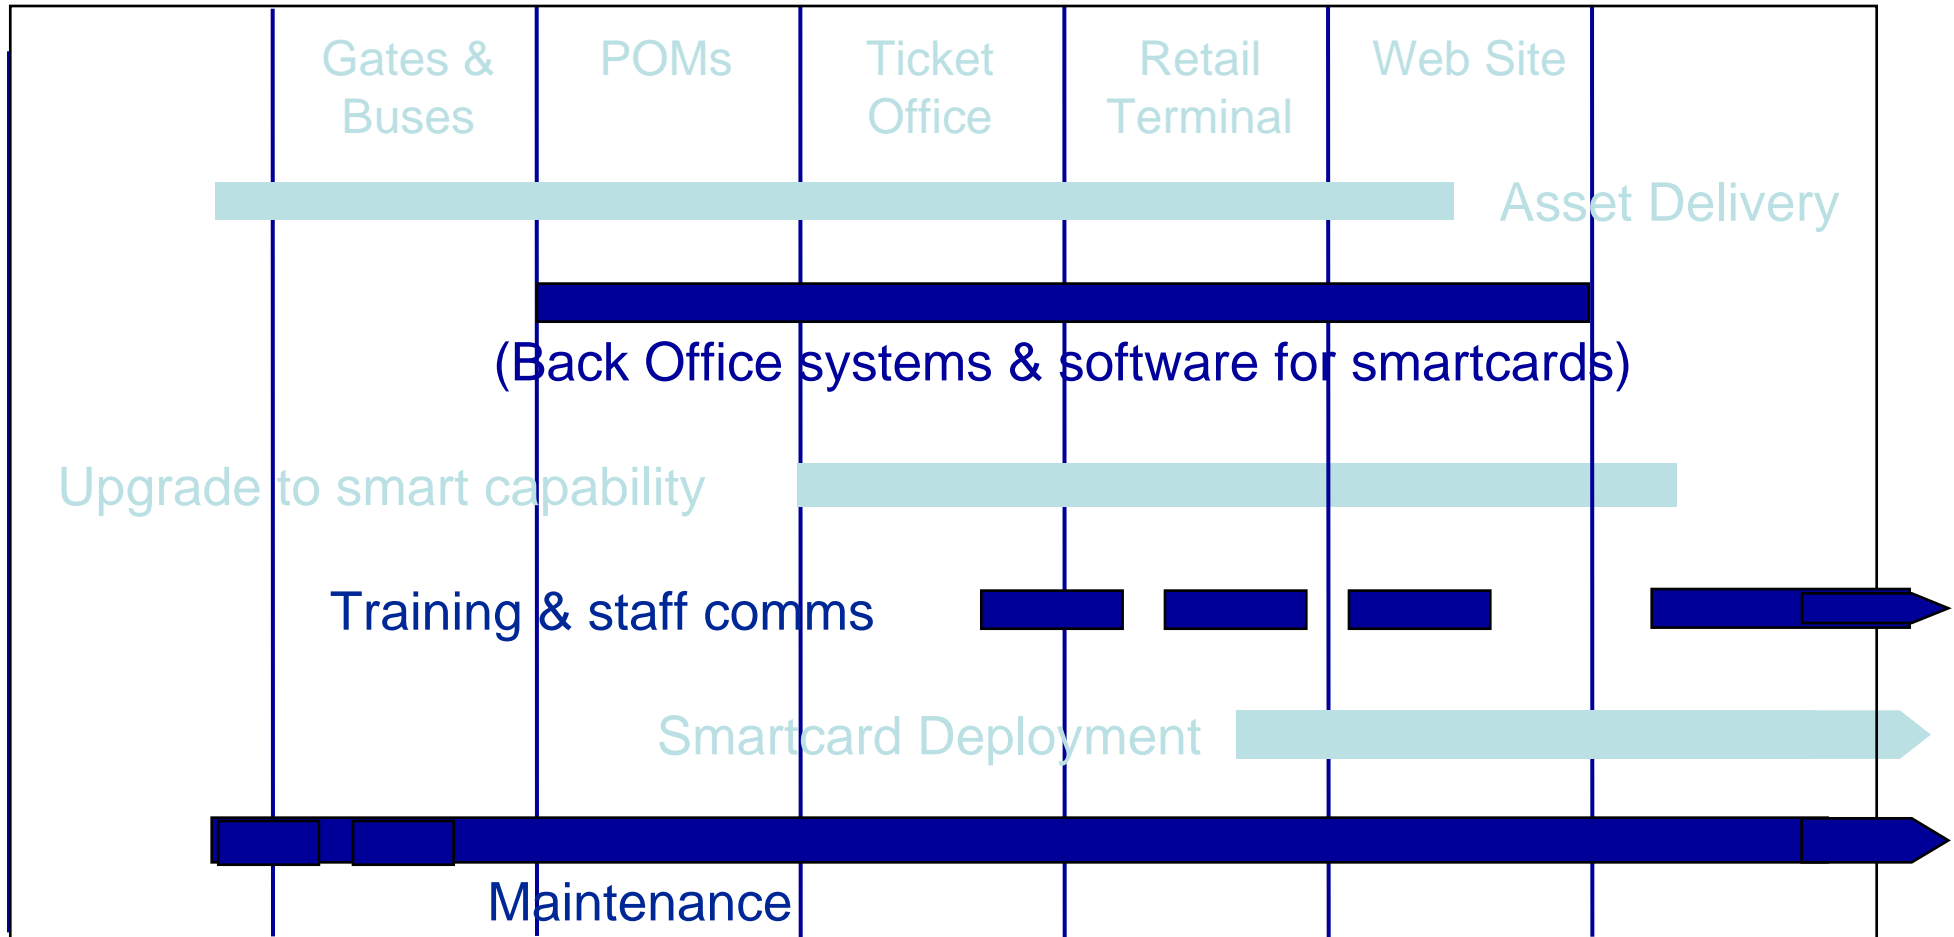 Gates &
Buses
POMs
Ticket
Office
Retail
Terminal
Web Site
Asset Delivery
(Back Office systems & software for smartcards)
Upgrade to smart capability
Training & staff comms
Smartcard Deployment
Maintenance